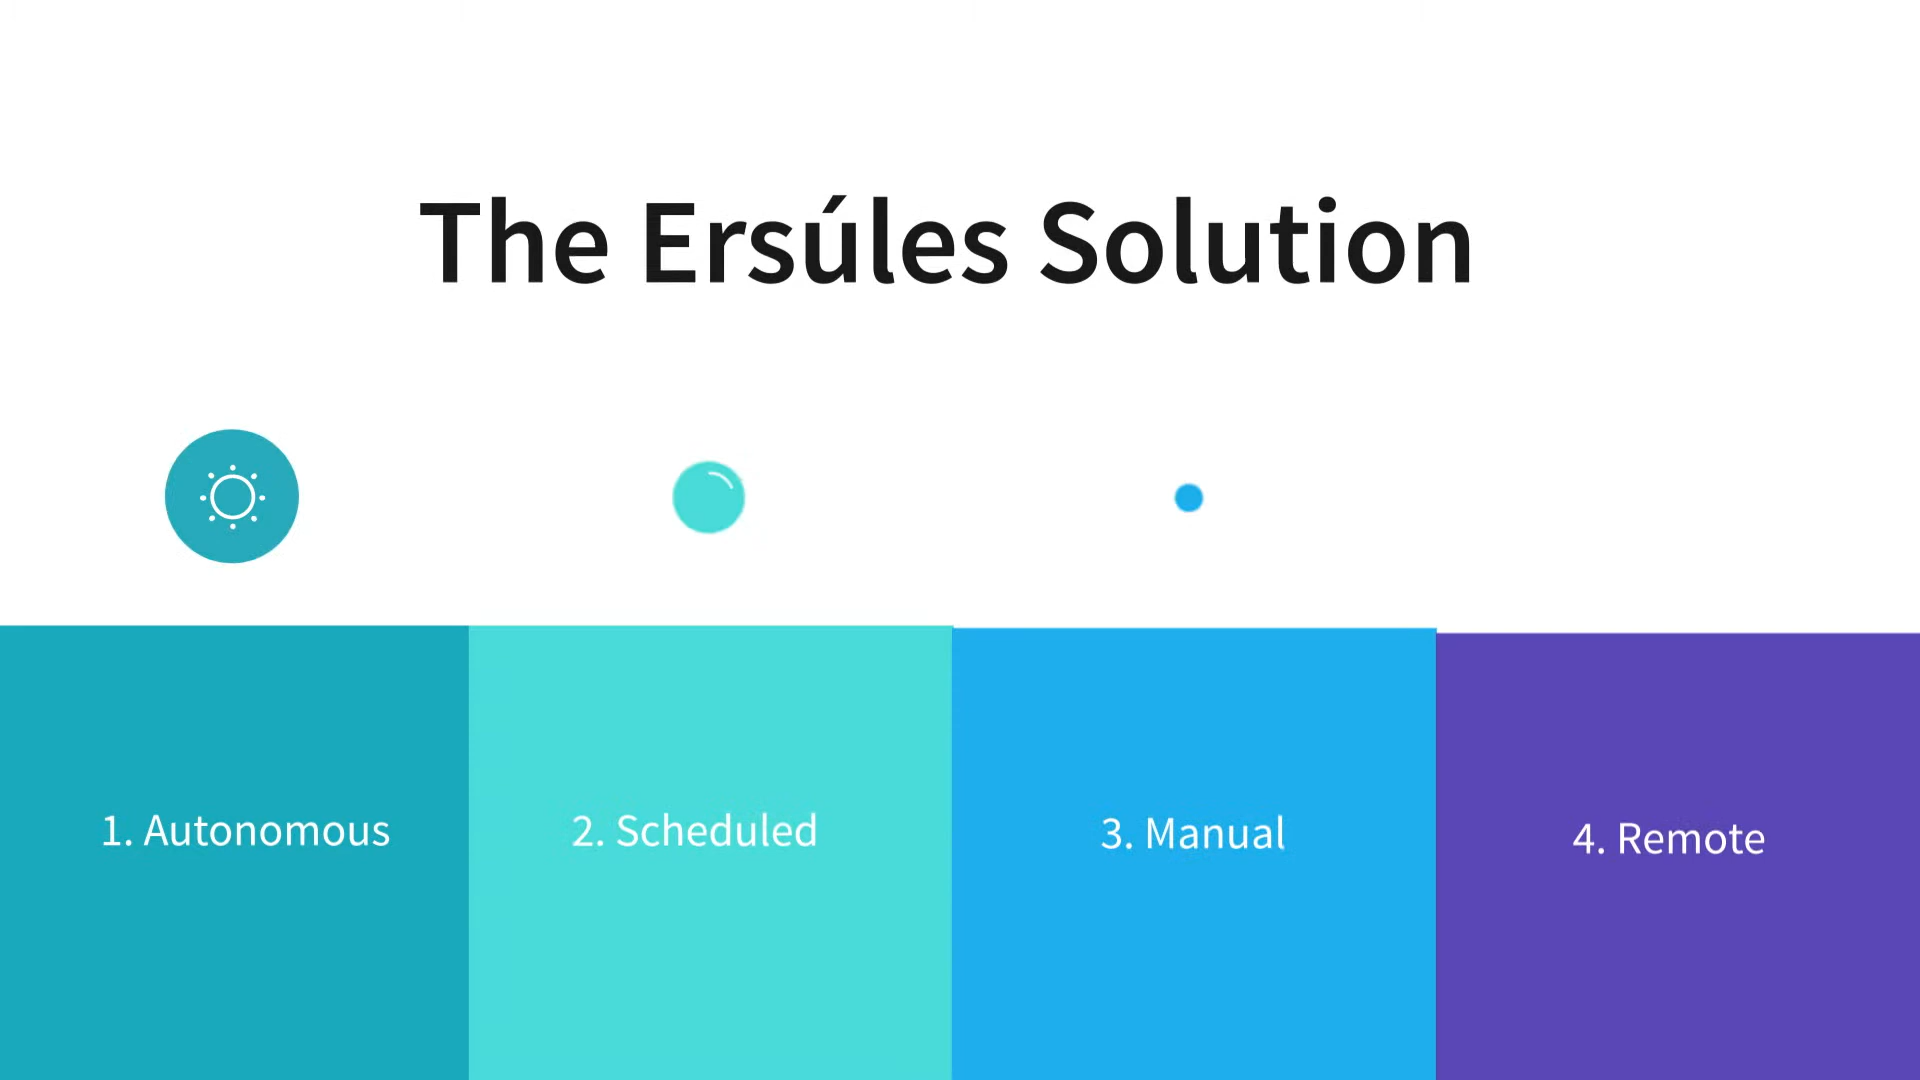 The Ersúles Solution
1. Autonomous
2. Scheduled
3. Manual
4. Remote